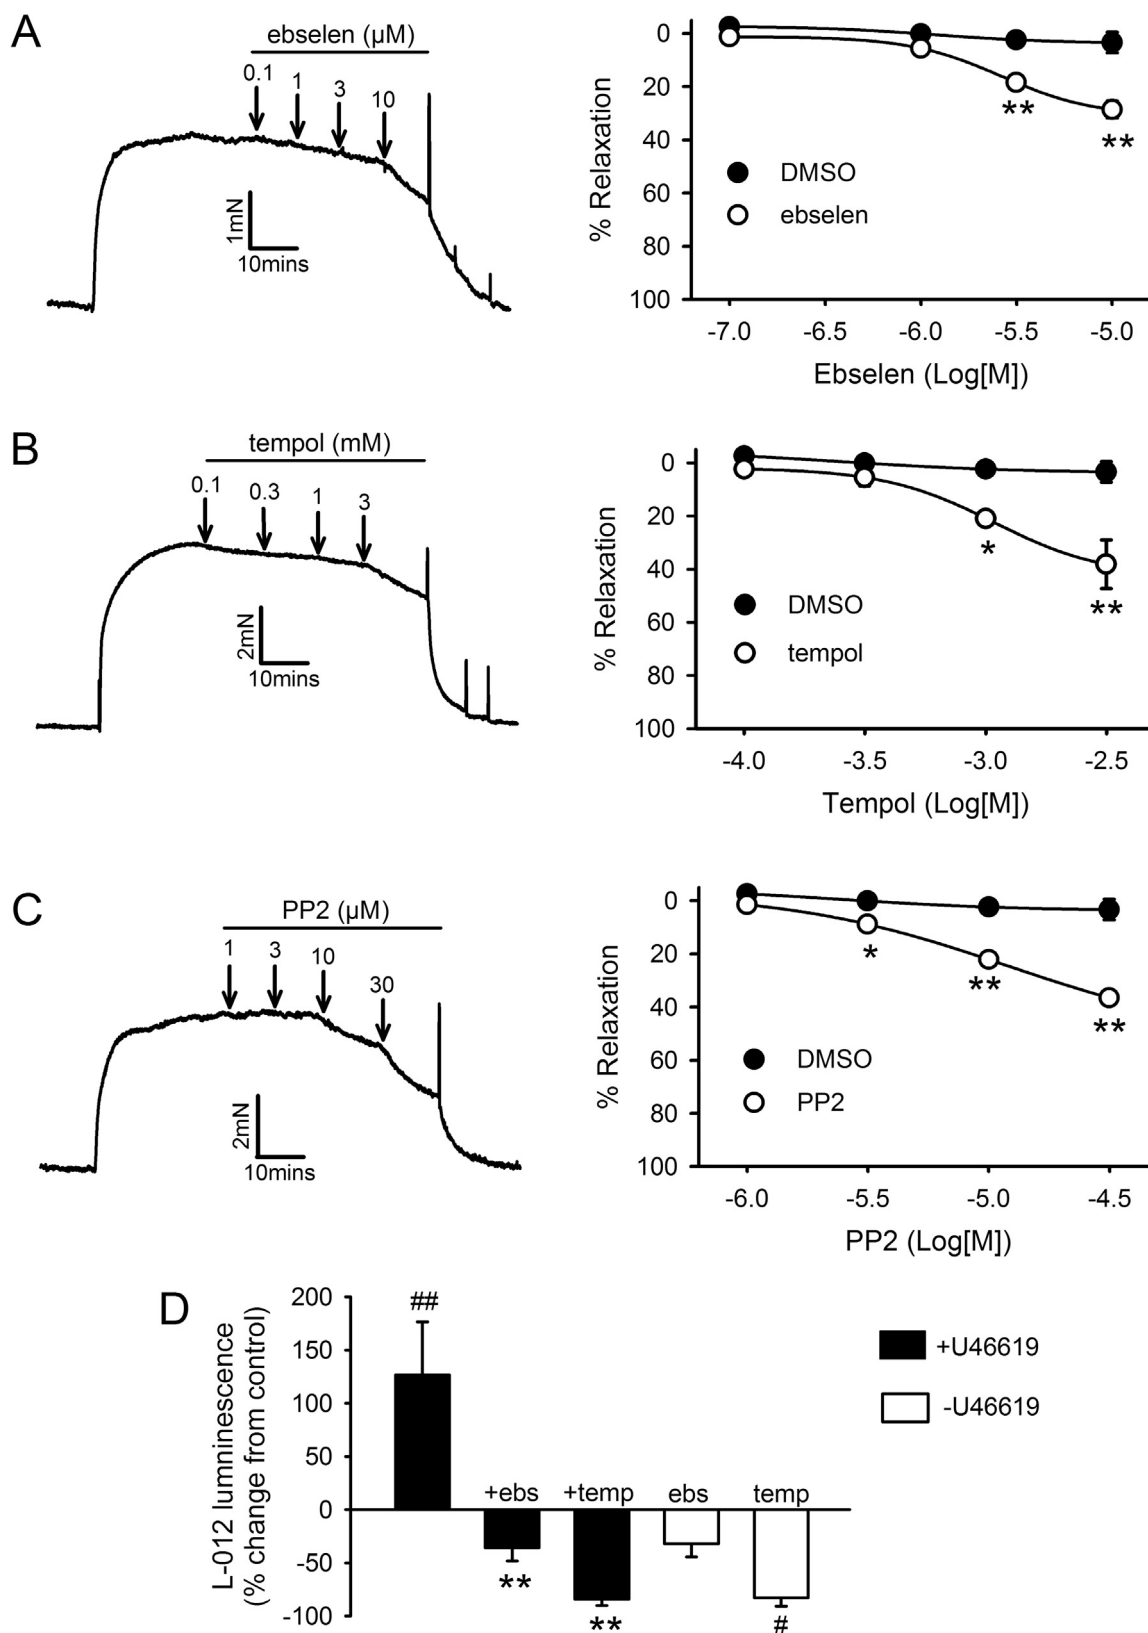 A
ebselen (µM)
0.1
1
3
10
1mN
10mins
% Relaxation
0
20
40
60
80
100
DMSO
ebselen
**
**
-7.0 -6.5 -6.0 -5.5 -5.0
Ebselen (Log[M])
B
tempol (mM)
0.1
0.3
1
3
2mN
10mins
% Relaxation
0
20
40
60
80
100
DMSO
tempol
*
**
-4.0 -3.5 -3.0 -2.5
Tempol (Log[M])
C
PP2 (µM)
1
3
10
30
2mN
10mins
% Relaxation
0
20
40
60
80
100
DMSO
PP2
*
**
**
-6.0 -5.5 -5.0 -4.5
PP2 (Log[M])
D
L-012 lumninescence
(% change from control)
200
150
100
50
0
-50
-100
##
+ebs +temp ebs temp
**
**
#
+U46619
-U46619